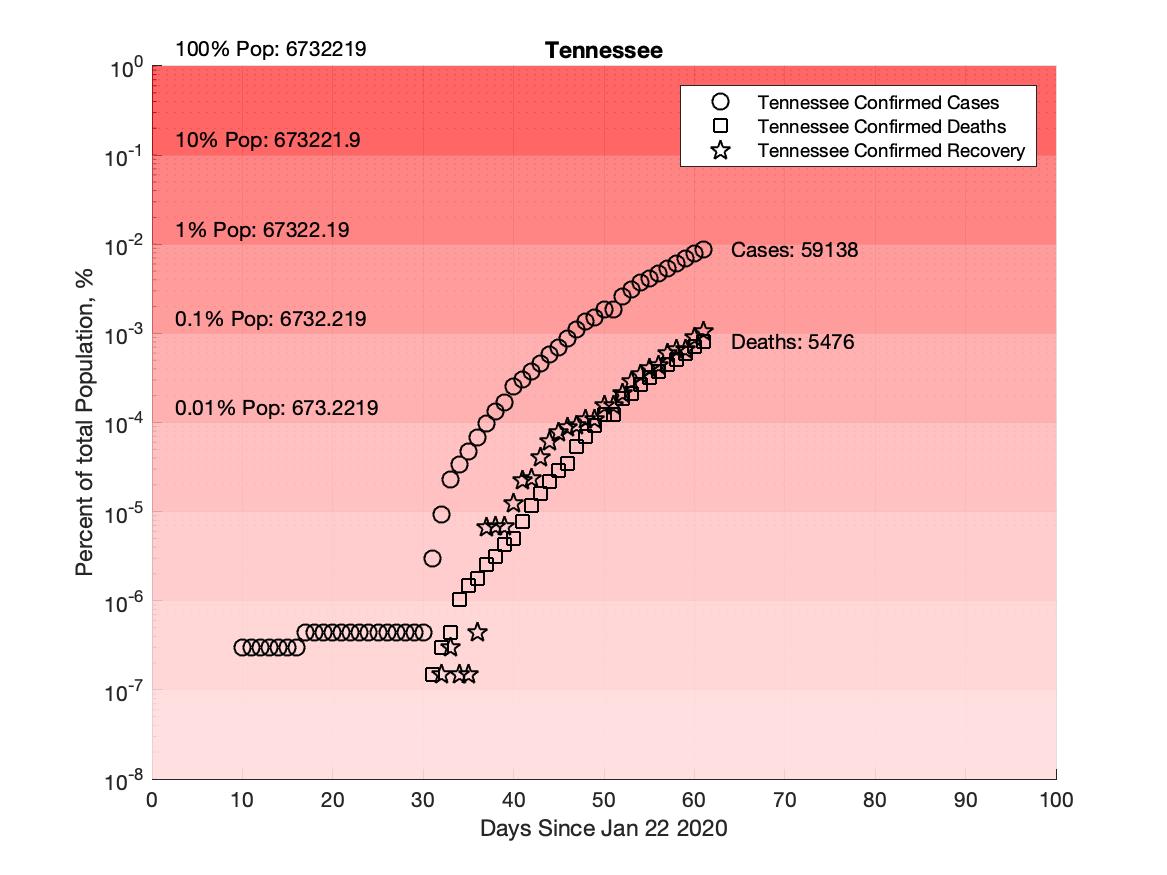 Tennessee
100% Pop: 6732219
10% Pop: 673221.9
1% Pop: 67322.19
0.1% Pop: 6732.219
0.01% Pop: 673.2219
Tennessee Confirmed Cases
Tennessee Confirmed Deaths
Tennessee Confirmed Recovery
Cases: 59138
Deaths: 5476
Percent of total Population, %
10^0
10^-1
10^-2
10^-3
10^-4
10^-5
10^-6
10^-7
10^-8
0 10 20 30 40 50 60 70 80 90 100
Days Since Jan 22 2020